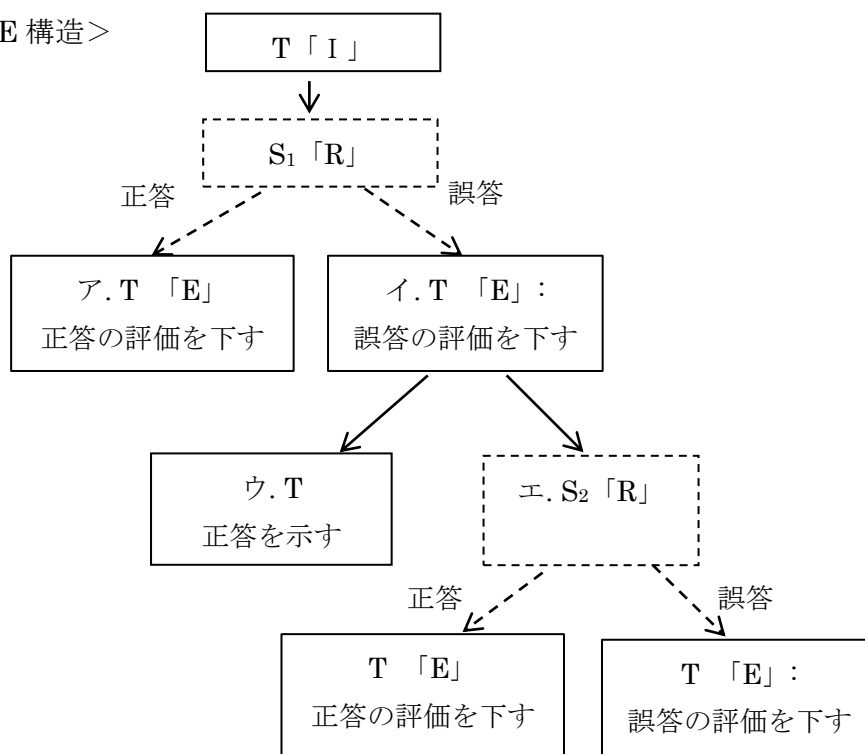 E 構造＞
T「I」
S₁「R」
正答
誤答
ア. T 「E」
正答の評価を下す
イ. T 「E」:
誤答の評価を下す
ウ. T
正答を示す
エ. S₂「R」
正答
誤答
T 「E」
正答の評価を下す
T 「E」:
誤答の評価を下す